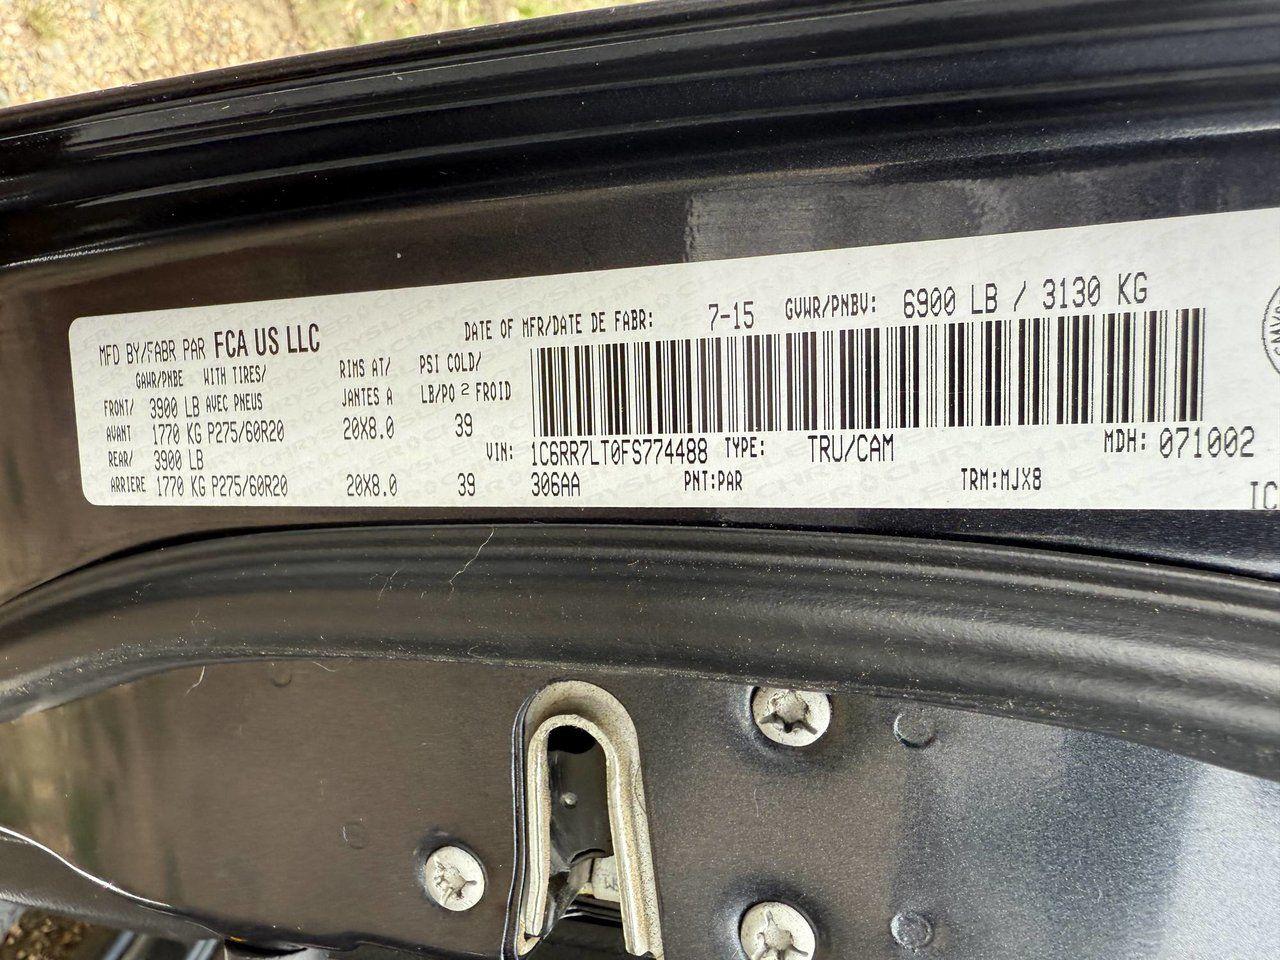 MFD BY/FABR PAR FCA US LLC DATE OF MFR/DATE DE FABR: 7-15 GVWR/PNBV: 6900 LB / 3130 KG
GAWR/PNBE WITH TIRES/ RIMS AT/ PSI COLD/
AVEC PNEUS JANTES A LB/PO² FROID
FRONT/ 3900 LB
AVANT 1770 KG P275/60R20 20X8.0 39
REAR/ 3900 LB
ARRIERE 1770 KG P275/60R20 20X8.0 39
VIN: 1C6RR7LT0FS774488 TYPE: TRU/CAM MDH: 071002
306AA PNT:PAR TRM:MJX8
IC